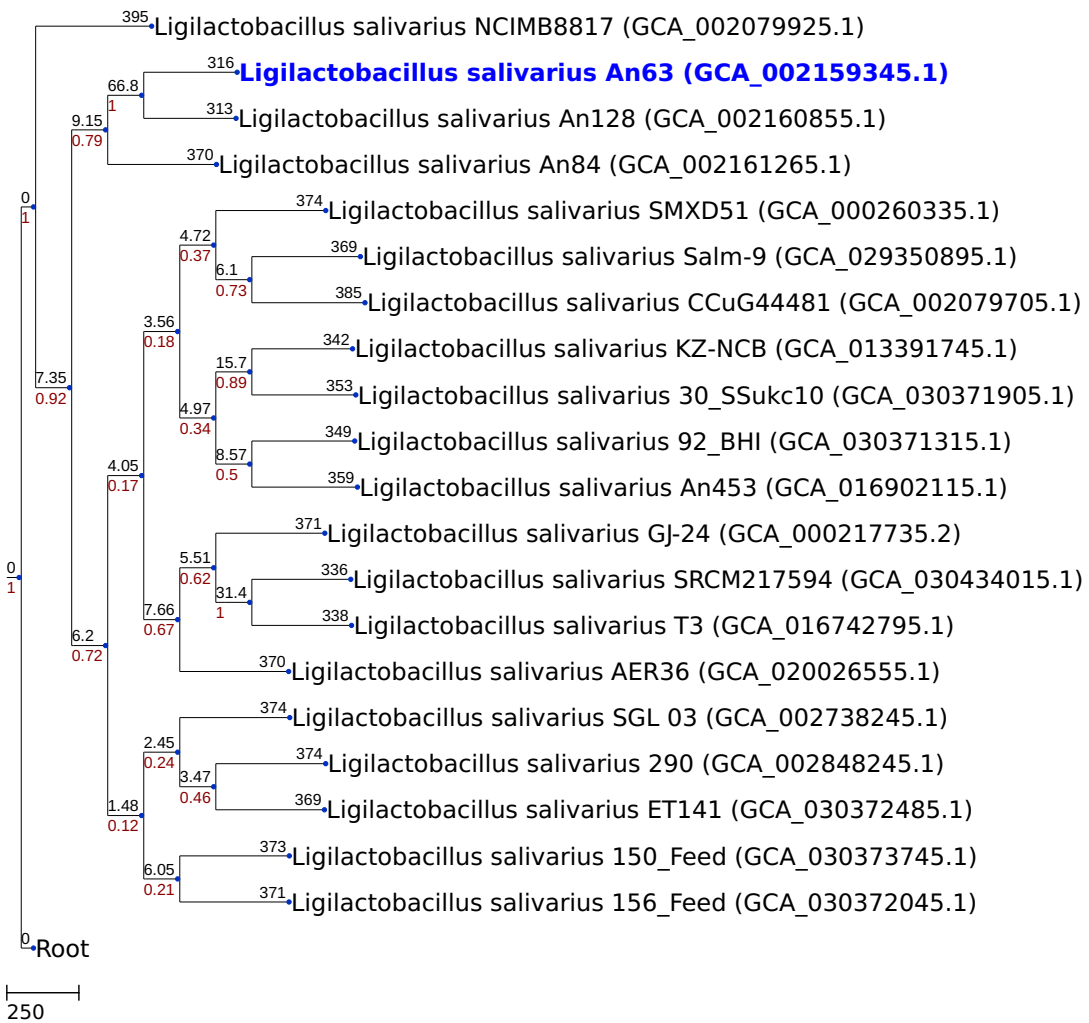 395 Ligilactobacillus salivarius NCIMB8817 (GCA_002079925.1)
316 Ligilactobacillus salivarius An63 (GCA_002159345.1)
66.8
1
313 Ligilactobacillus salivarius An128 (GCA_002160855.1)
9.15
0.79
370 Ligilactobacillus salivarius An84 (GCA_002161265.1)
0
1
374 Ligilactobacillus salivarius SMXD51 (GCA_000260335.1)
4.72
0.37
369 Ligilactobacillus salivarius Salm-9 (GCA_029350895.1)
6.1
0.73
385 Ligilactobacillus salivarius CCuG44481 (GCA_002079705.1)
3.56
0.18
342 Ligilactobacillus salivarius KZ-NCB (GCA_013391745.1)
15.7
0.89
7.35
0.92
353 Ligilactobacillus salivarius 30_SSukc10 (GCA_030371905.1)
4.97
0.34
349 Ligilactobacillus salivarius 92_BHI (GCA_030371315.1)
8.57
0.5
4.05
0.17
359 Ligilactobacillus salivarius An453 (GCA_016902115.1)
371 Ligilactobacillus salivarius GJ-24 (GCA_000217735.2)
5.51
0.62
0
1
336 Ligilactobacillus salivarius SRCM217594 (GCA_030434015.1)
31.4
1
7.66
0.67
338 Ligilactobacillus salivarius T3 (GCA_016742795.1)
6.2
0.72
370 Ligilactobacillus salivarius AER36 (GCA_020026555.1)
374 Ligilactobacillus salivarius SGL 03 (GCA_002738245.1)
2.45
0.24
374 Ligilactobacillus salivarius 290 (GCA_002848245.1)
3.47
0.46
1.48
0.12
369 Ligilactobacillus salivarius ET141 (GCA_030372485.1)
373 Ligilactobacillus salivarius 150_Feed (GCA_030373745.1)
6.05
0.21
371 Ligilactobacillus salivarius 156_Feed (GCA_030372045.1)
0 Root
250